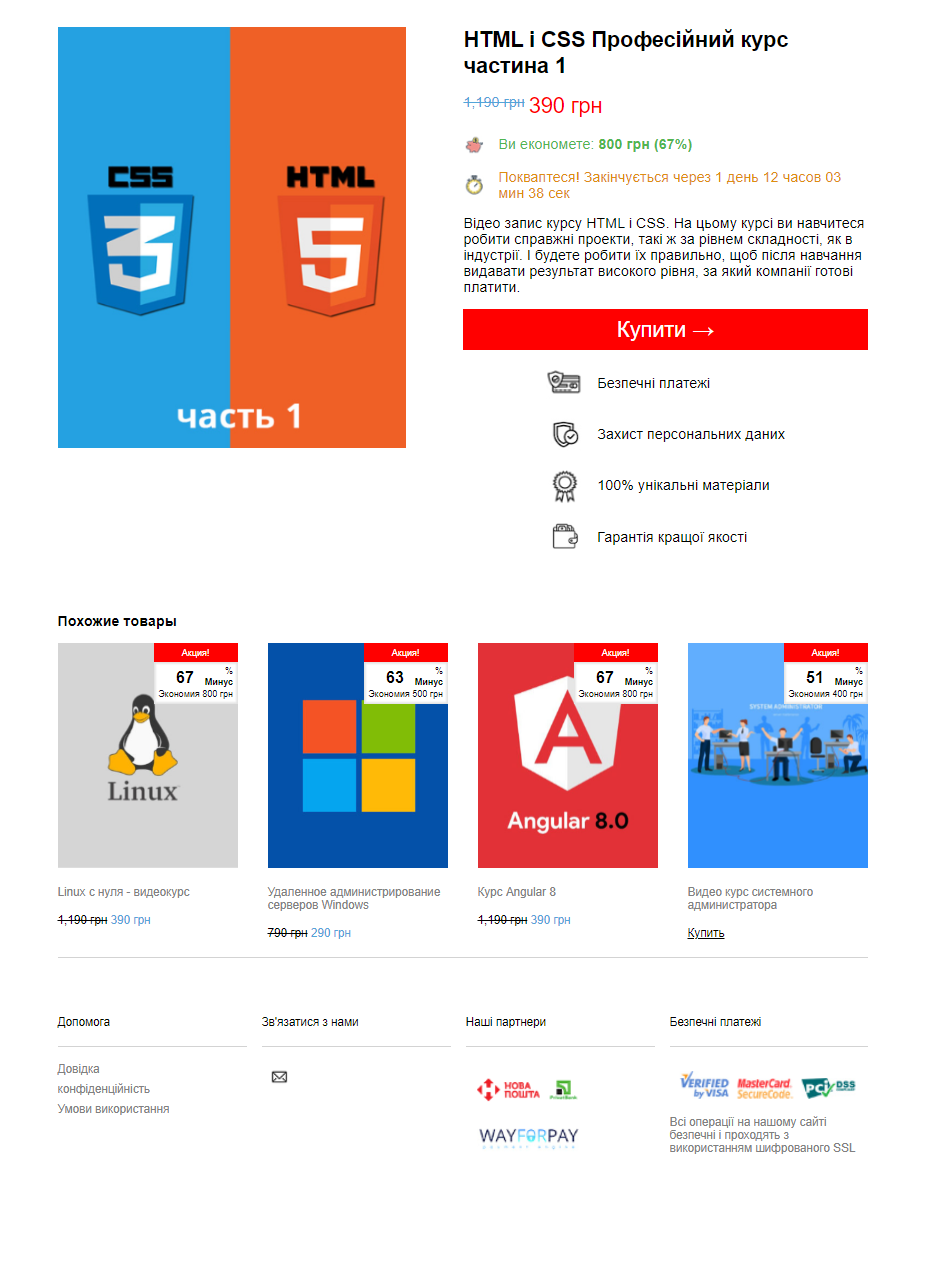 CSS
HTML
часть 1
HTML і CSS Професійний курс
частина 1
1,190 грн 390 грн
Ви економете: 800 грн (67%)
Покваптеся! Закінчується через 1 день 12 часов 03
мин 38 сек
Відео запис курсу HTML і CSS. На цьому курсі ви навчитеся
робити справжні проекти, такі ж за рівнем складності, як в
індустрії. І будете робити їх правильно, щоб після навчання
видавати результат високого рівня, за який компанії готові
платити.
Купити →
Безпечні платежі
Захист персональних даних
100% унікальні матеріали
Гарантія кращої якості
Похожие товары
Акция!
67 % Минус
Экономия 800 грн
Linux
Linux с нуля - видеокурс
1,190 грн 390 грн
Акция!
63 % Минус
Экономия 500 грн
Удаленное администрирование
серверов Windows
790 грн 290 грн
Акция!
67 % Минус
Экономия 800 грн
Angular 8.0
Курс Angular 8
1,190 грн 390 грн
Акция!
51 % Минус
Экономия 400 грн
SYSTEM ADMINISTRATOR
Видео курс системного
администратора
Купить
Допомога
Довідка
конфіденційність
Умови використання
Зв'язатися з нами
Наші партнери
НОВА
ПОШТА
PrivatBank
WAYFORPAY
Безпечні платежі
VERIFIED
by VISA
MasterCard.
SecureCode.
PCI DSS
Всі операції на нашому сайті
безпечні і проходять з
використанням шифрованого SSL